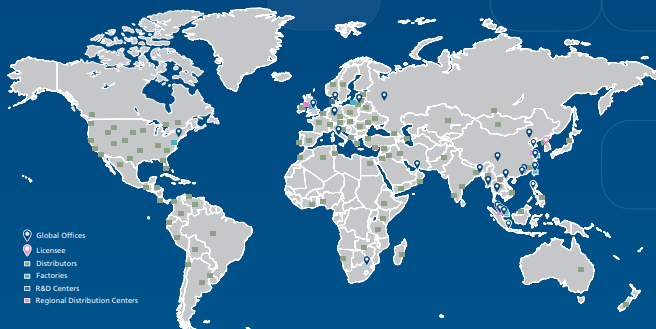 Global Offices
Licensee
Distributors
Factories
R&D Centers
Regional Distribution Centers